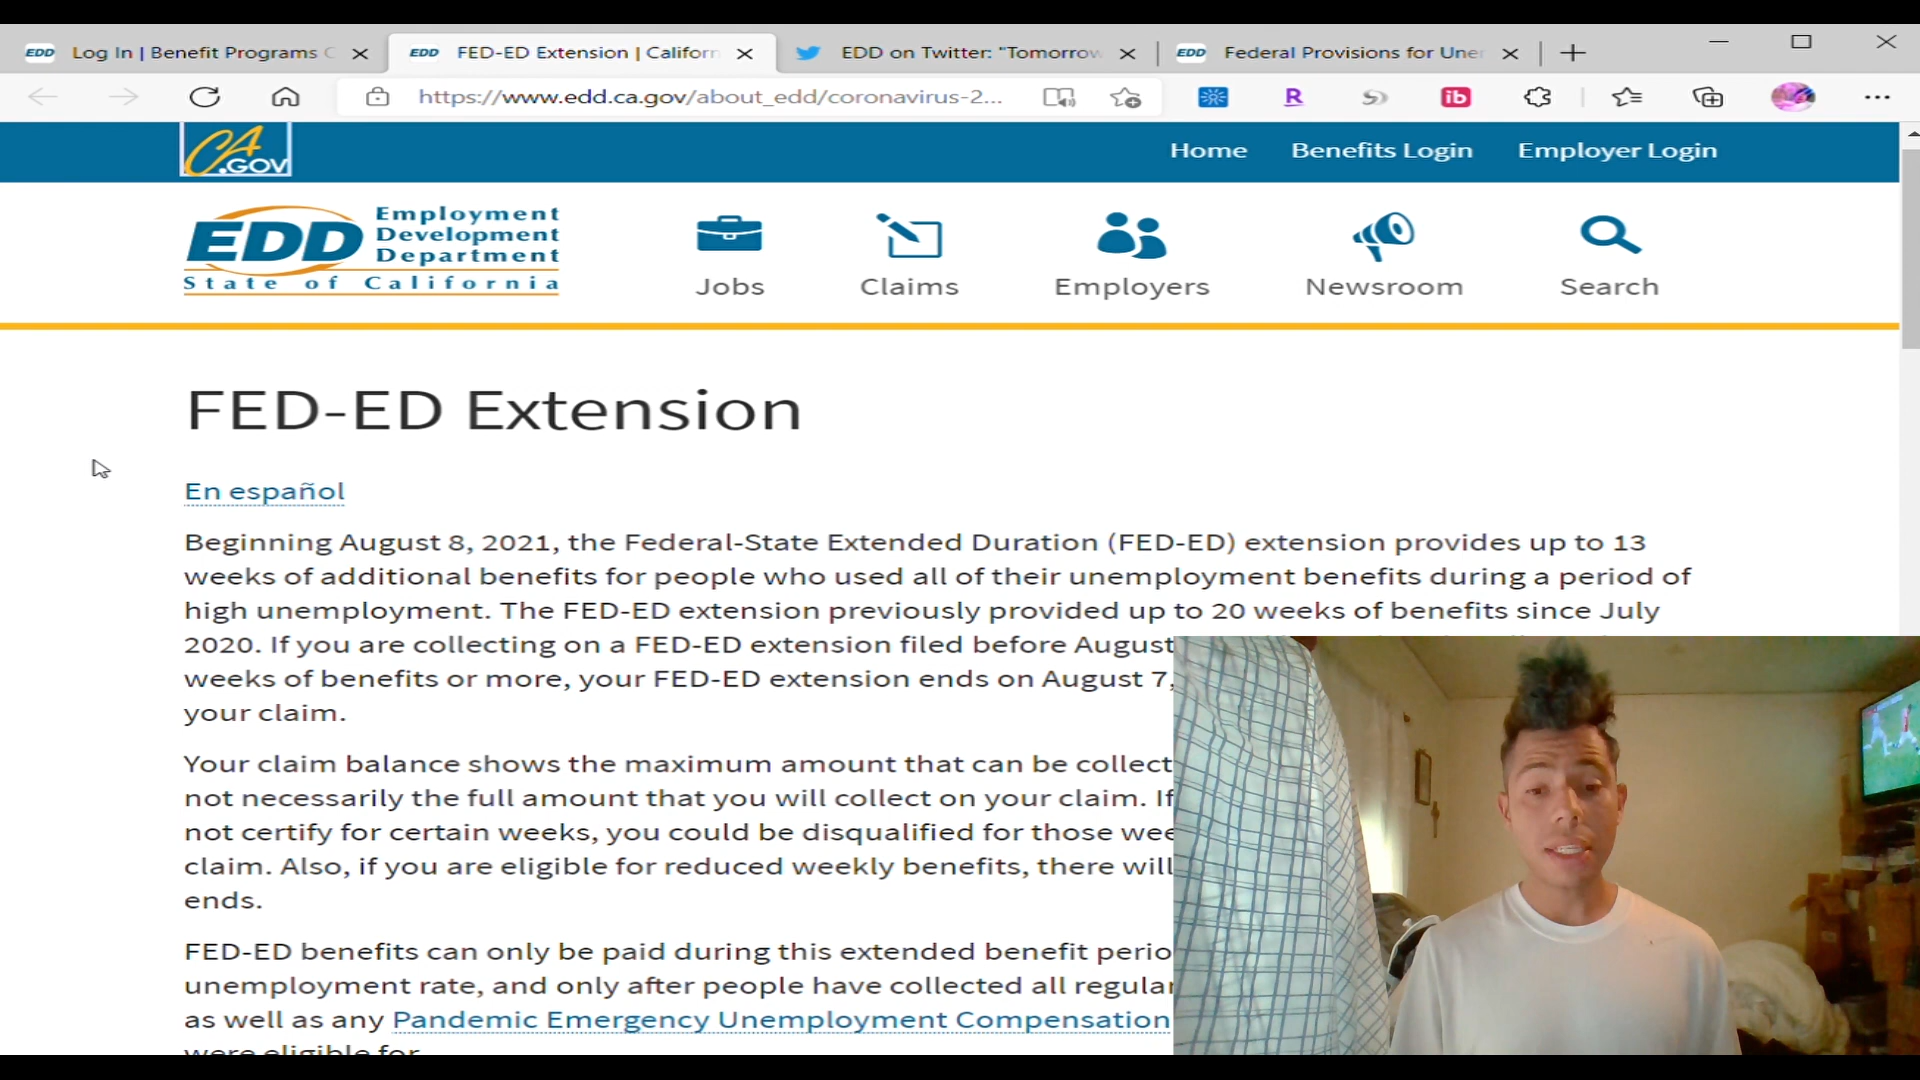 EDD Log In | Benefit Programs
EDD FED-ED Extension | Californ
EDD on Twitter: "Tomorrow
EDD Federal Provisions for Une
https://www.edd.ca.gov/about_edd/coronavirus-2...
R
ib
CA
.GOV
Home Benefits Login Employer Login
EDD
Employment
Development
Department
State of California
Jobs Claims Employers Newsroom Search
FED-ED Extension
En español
Beginning August 8, 2021, the Federal-State Extended Duration (FED-ED) extension provides up to 13
weeks of additional benefits for people who used all of their unemployment benefits during a period of
high unemployment. The FED-ED extension previously provided up to 20 weeks of benefits since July
2020. If you are collecting on a FED-ED extension filed before August
weeks of benefits or more, your FED-ED extension ends on August 7,
your claim.
Your claim balance shows the maximum amount that can be collect
not necessarily the full amount that you will collect on your claim. If
not certify for certain weeks, you could be disqualified for those wee
claim. Also, if you are eligible for reduced weekly benefits, there will
ends.
FED-ED benefits can only be paid during this extended benefit perio
unemployment rate, and only after people have collected all regular
as well as any Pandemic Emergency Unemployment Compensation
were eligible for